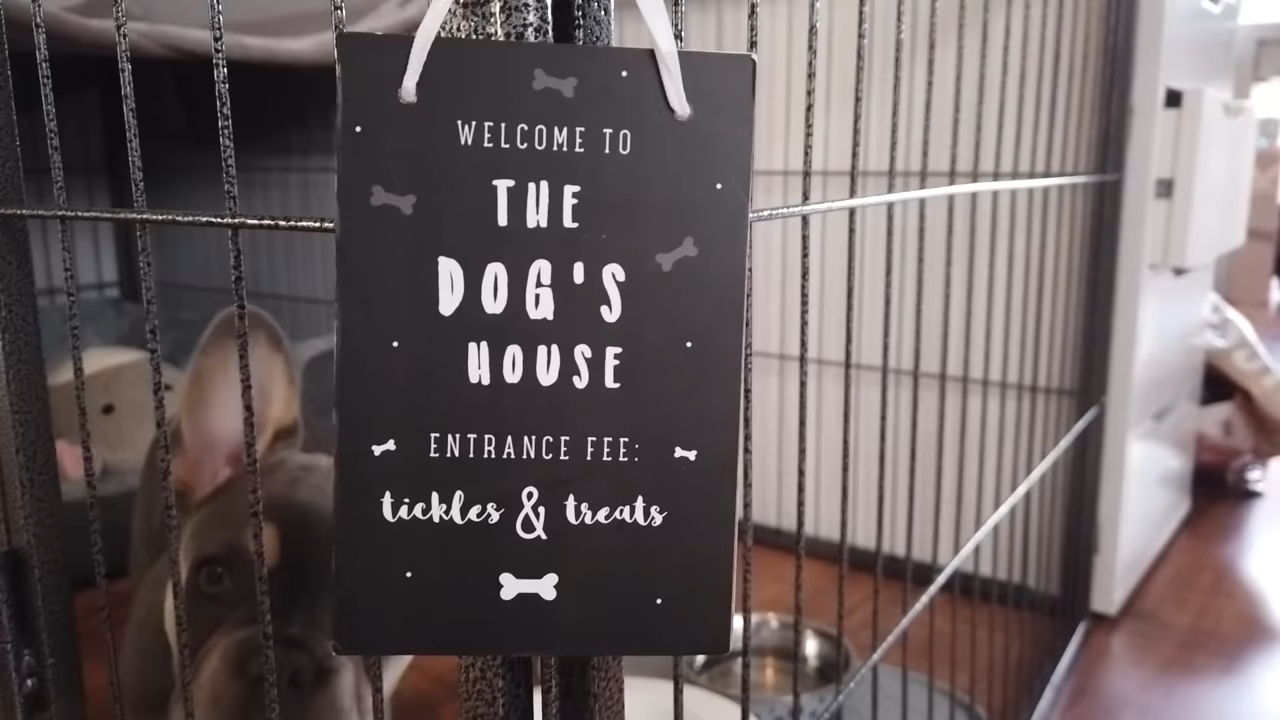 WELCOME TO
THE
DOG'S
HOUSE
ENTRANCE FEE:
tickles & treats